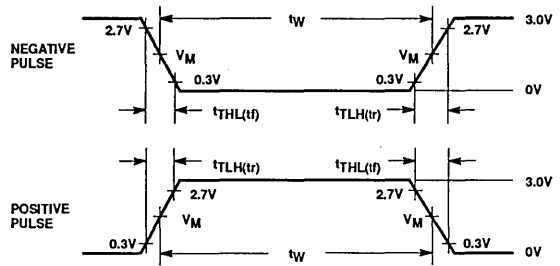 tW
2.7V 2.7V 3.0V
NEGATIVE
PULSE
VM VM
0.3V 0.3V
0V
tTHL(tf) tTLH(tr)
tTLH(tr) tTHL(tf)
3.0V
2.7V 2.7V
POSITIVE
PULSE
VM VM
0.3V 0.3V
0V
tW